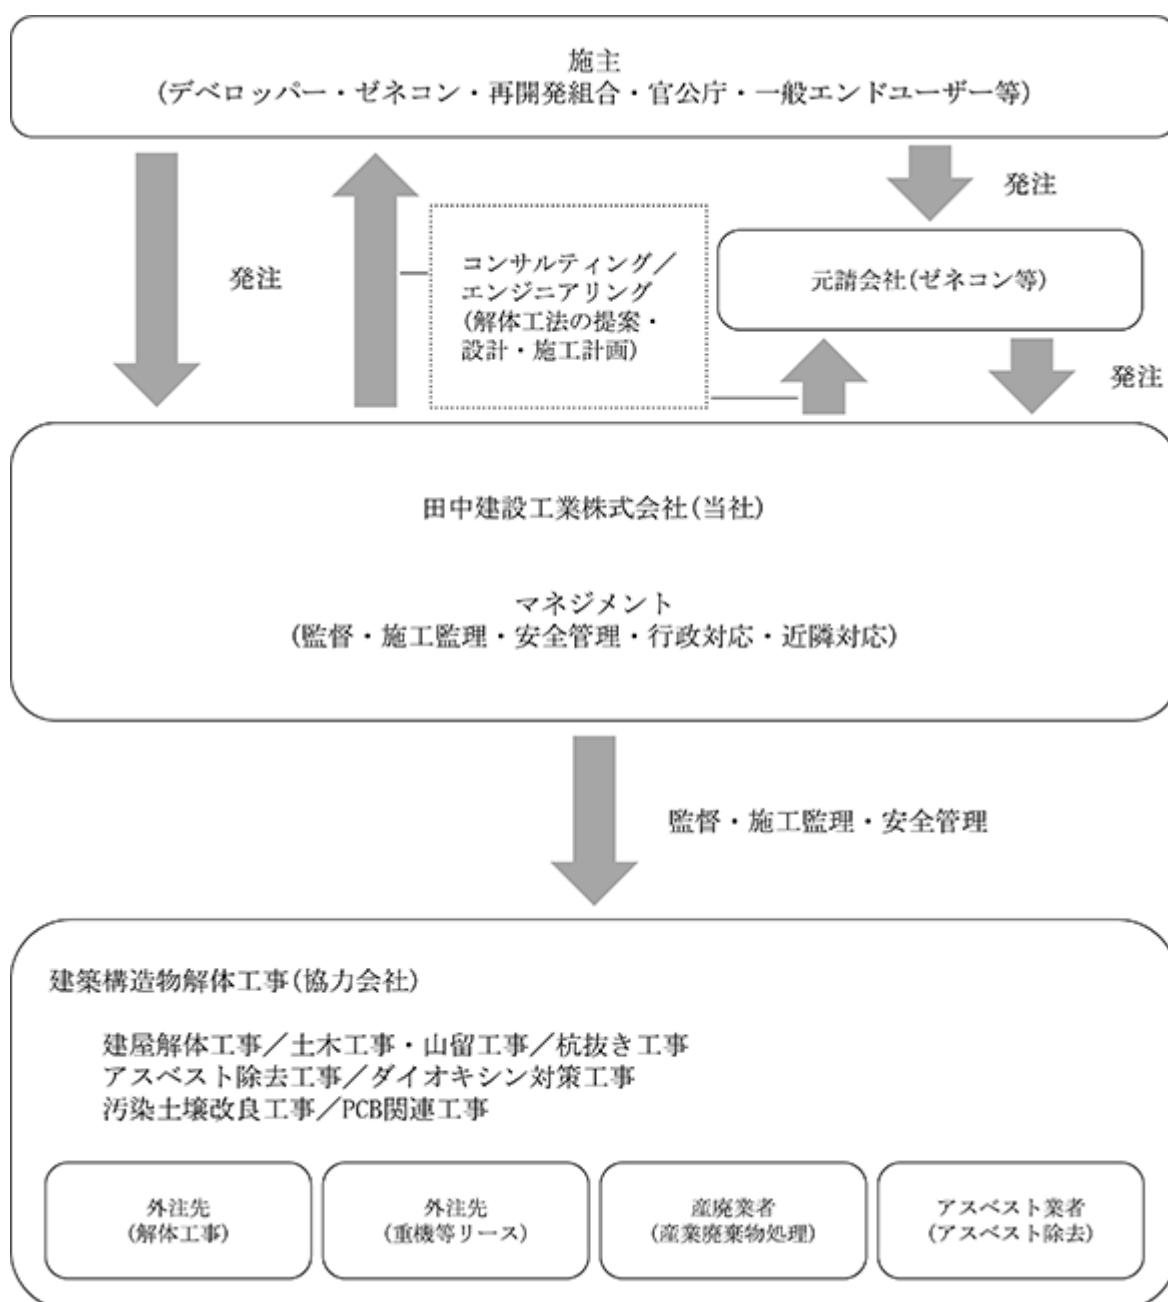 施主
(デベロッパー・ゼネコン・再開発組合・官公庁・一般エンドユーザー等)
発注
発注
コンサルティング／
エンジニアリング
(解体工法の提案・
設計・施工計画)
元請会社(ゼネコン等)
発注
田中建設工業株式会社(当社)
マネジメント
(監督・施工監理・安全管理・行政対応・近隣対応)
監督・施工監理・安全管理
建築構造物解体工事(協力会社)
建屋解体工事／土木工事・山留工事／杭抜き工事
アスベスト除去工事／ダイオキシン対策工事
汚染土壌改良工事／PCB関連工事
外注先
(解体工事)
外注先
(重機等リース)
産廃業者
(産業廃棄物処理)
アスベスト業者
(アスベスト除去)